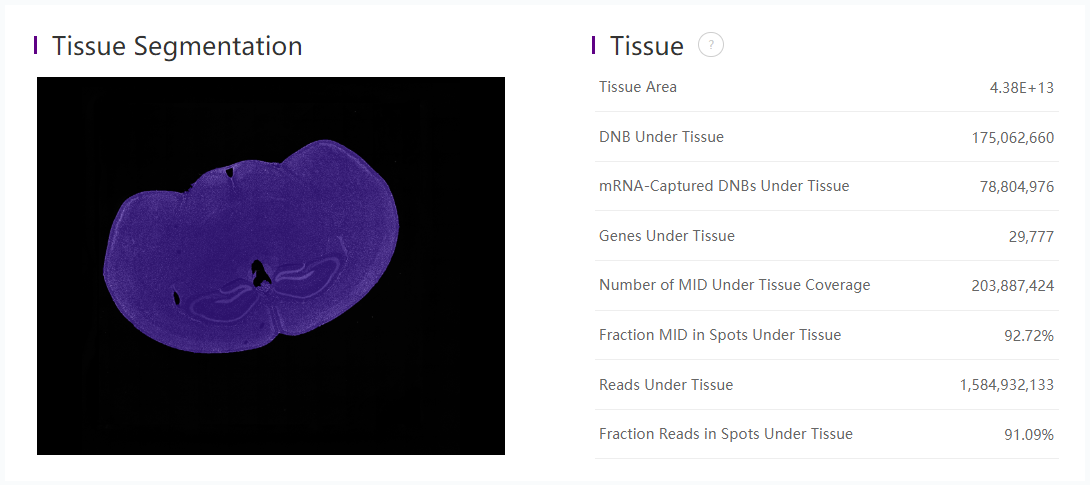 Tissue Segmentation
Tissue ?
Tissue Area 4.38E+13
DNB Under Tissue 175,062,660
mRNA-Captured DNBs Under Tissue 78,804,976
Genes Under Tissue 29,777
Number of MID Under Tissue Coverage 203,887,424
Fraction MID in Spots Under Tissue 92.72%
Reads Under Tissue 1,584,932,133
Fraction Reads in Spots Under Tissue 91.09%